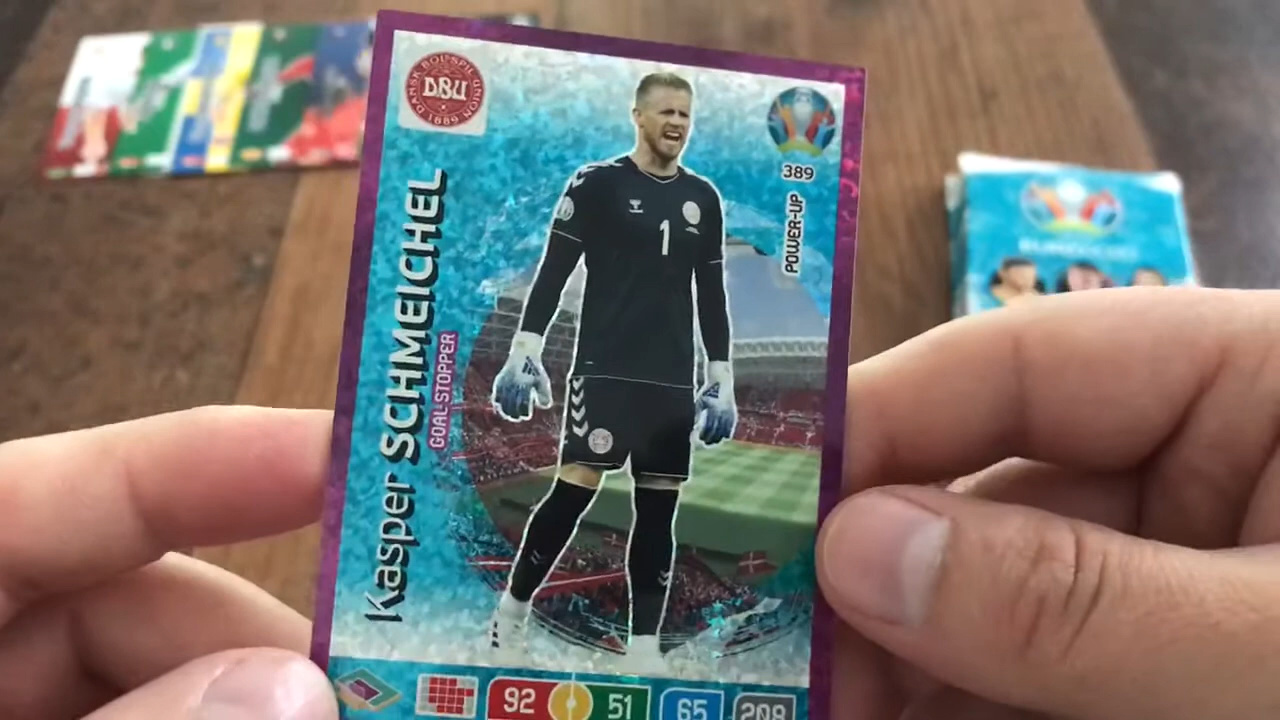 DANSK BOLDSPIL UNION
DBU
1889
389
POWER-UP
Kasper SCHMEICHEL
GOAL STOPPER
1
92
51
65
208